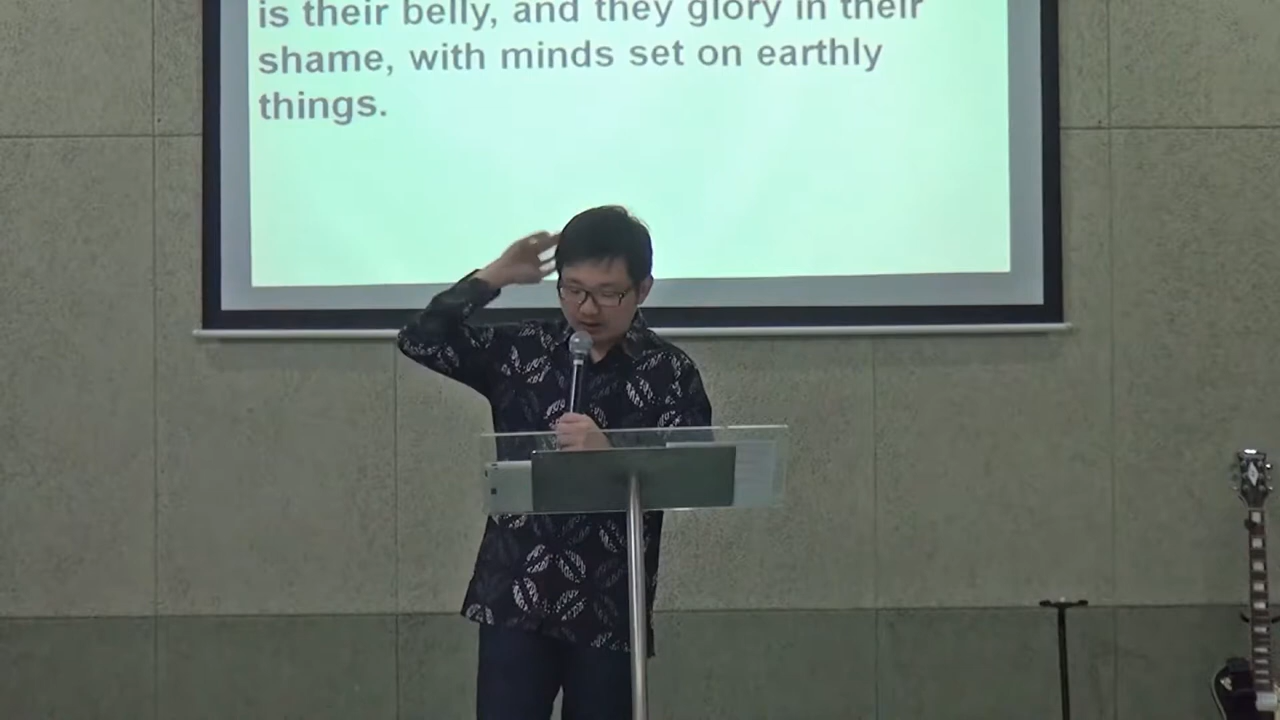 is their belly, and they glory in their
shame, with minds set on earthly
things.